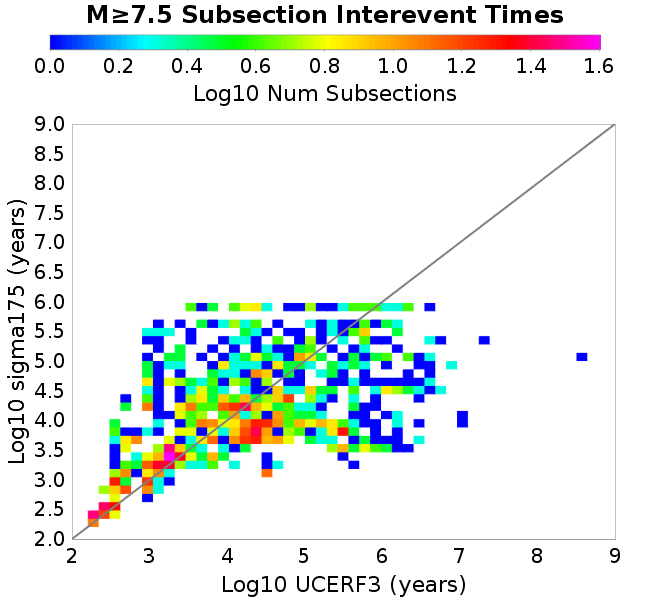 M≥7.5 Subsection Interevent Times
0.0 0.2 0.4 0.6 0.8 1.0 1.2 1.4 1.6
Log10 Num Subsections
9.0
8.5
8.0
7.5
7.0
6.5
6.0
5.5
5.0
4.5
4.0
3.5
3.0
2.5
2.0
Log10 sigma175 (years)
2 3 4 5 6 7 8 9
Log10 UCERF3 (years)